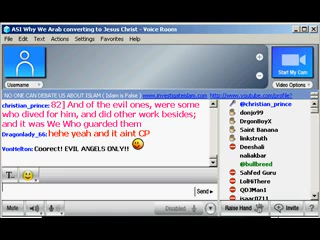 AS1 Why We Arab converting to Jesus Christ - Voice Room
File Edit Text Actions Settings Favorites Help
Username
Start My Cam
Video Options
NO ONE CAN DEBATE US ABOUT ISLAM ( Islam is False ) www.investigateislam.com http://www.youtube.com/profile?
christian_prince: 82] And of the evil ones, were some
who dived for him, and did other work besides;
and it was We Who guarded them
Dragonlady_66: hehe yeah and it aint CP
VonHelton: Coorect! EVIL ANGELS ONLY!!
@christian_prince
donjo99
DrgonBoyX
Saint Banana
linkstruth
Deeshali
naliakbar
@bullbreed
Sahfed Guru
LolHiThere
QDJMan1
isaac0711
T
Send
Mute
Disabled
Raise Hand
Invite